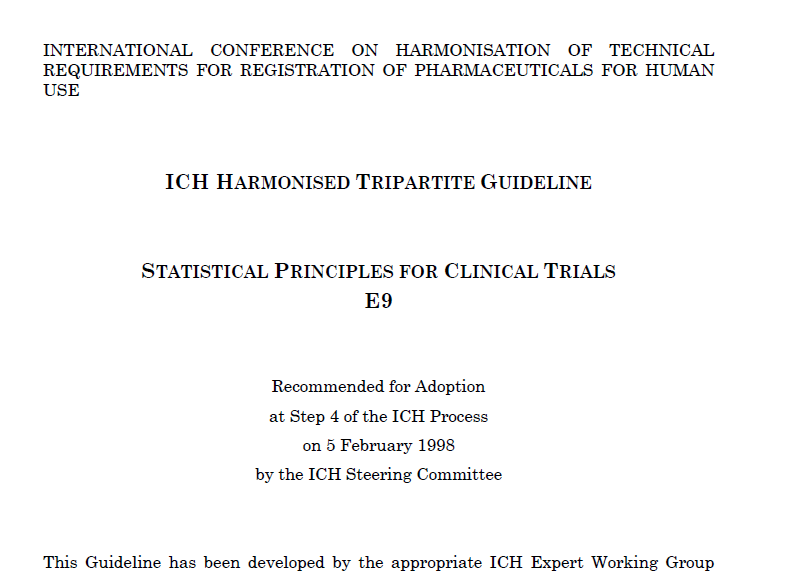 INTERNATIONAL CONFERENCE ON HARMONISATION OF TECHNICAL
REQUIREMENTS FOR REGISTRATION OF PHARMACEUTICALS FOR HUMAN
USE
ICH HARMONISED TRIPARTITE GUIDELINE
STATISTICAL PRINCIPLES FOR CLINICAL TRIALS
E9
Recommended for Adoption
at Step 4 of the ICH Process
on 5 February 1998
by the ICH Steering Committee
This Guideline has been developed by the appropriate ICH Expert Working Group